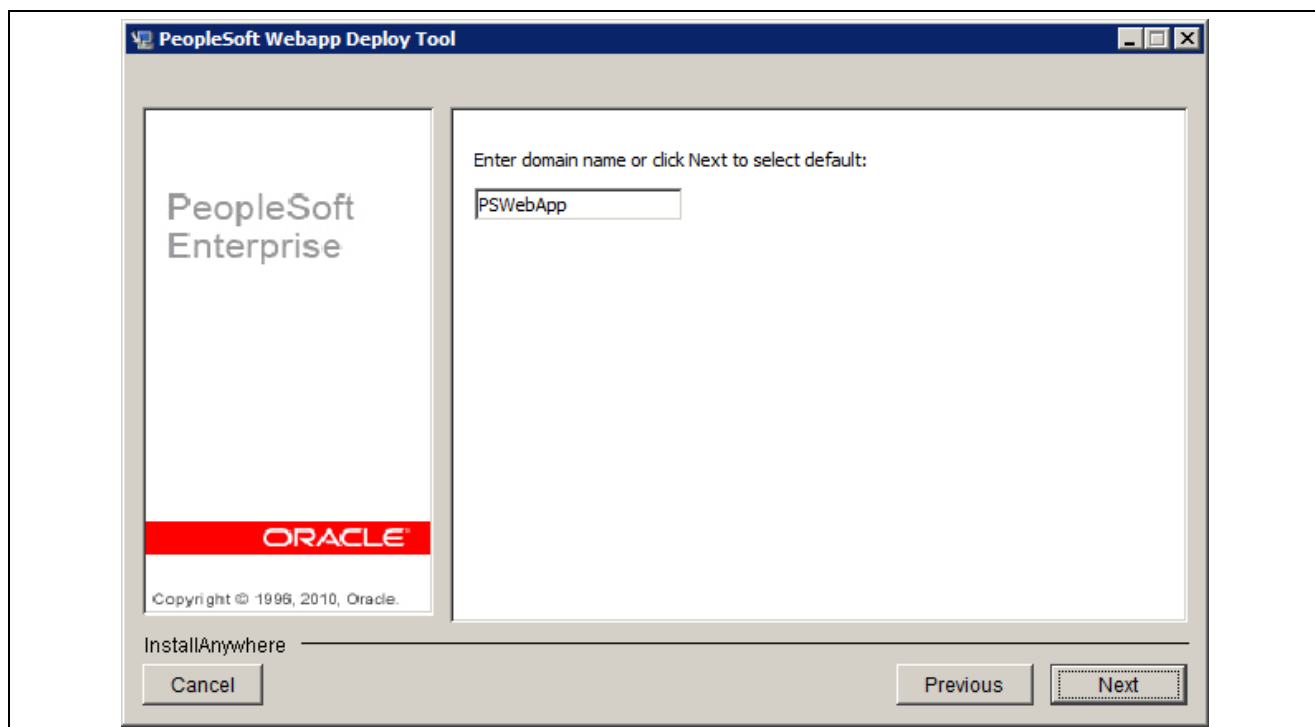 PeopleSoft Webapp Deploy Tool
PeopleSoft
Enterprise
ORACLE®
Copyright © 1996, 2010, Oracle.
Enter domain name or click Next to select default:
PSWebApp
InstallAnywhere
Cancel
Previous
Next